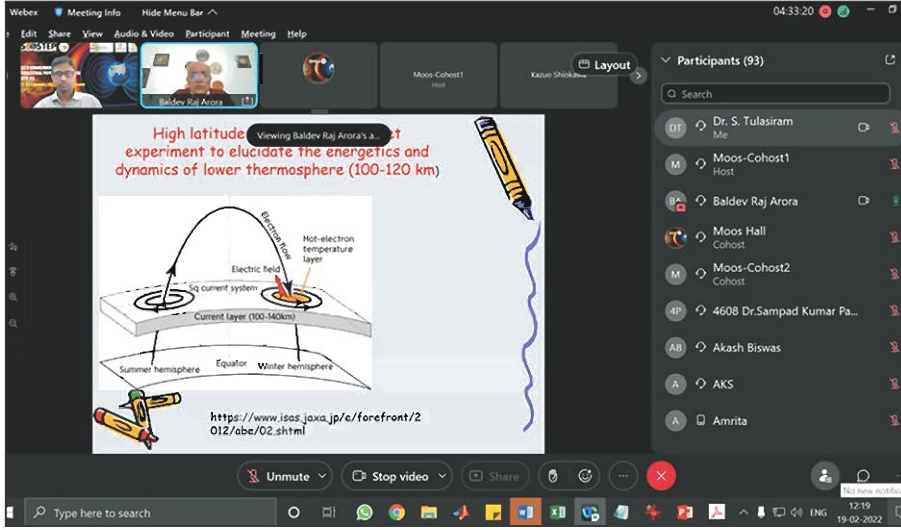 Webex
Meeting Info
Hide Menu Bar
04:33:20
Edit Share View Audio & Video Participant Meeting Help
Baldev Raj Arora
Moos-Cohost1
Host
Layout
Participants (93)
Search
Viewing Baldev Raj Arora's a...
High latitude
experiment to elucidate the energetics and
dynamics of lower thermosphere (100-120 km)
Electron flow
Hot-electron
temperature
layer
Electric field
Sq current system
Current layer (100-140km)
Summer hemisphere
Equator
Winter hemisphere
https://www.isas.jaxa.jp/e/forefront/2
012/abe/02.shtml
DT
Dr. S. Tulasiram
Me
M
Moos-Cohost1
Host
Baldev Raj Arora
Moos Hall
Cohost
M
Moos-Cohost2
Cohost
4P
4608 Dr.Sampad Kumar Pa...
AB
Akash Biswas
A
AKS
A
Amrita
Unmute
Stop video
Share
Type here to search
ENG
12:19
19-02-2022